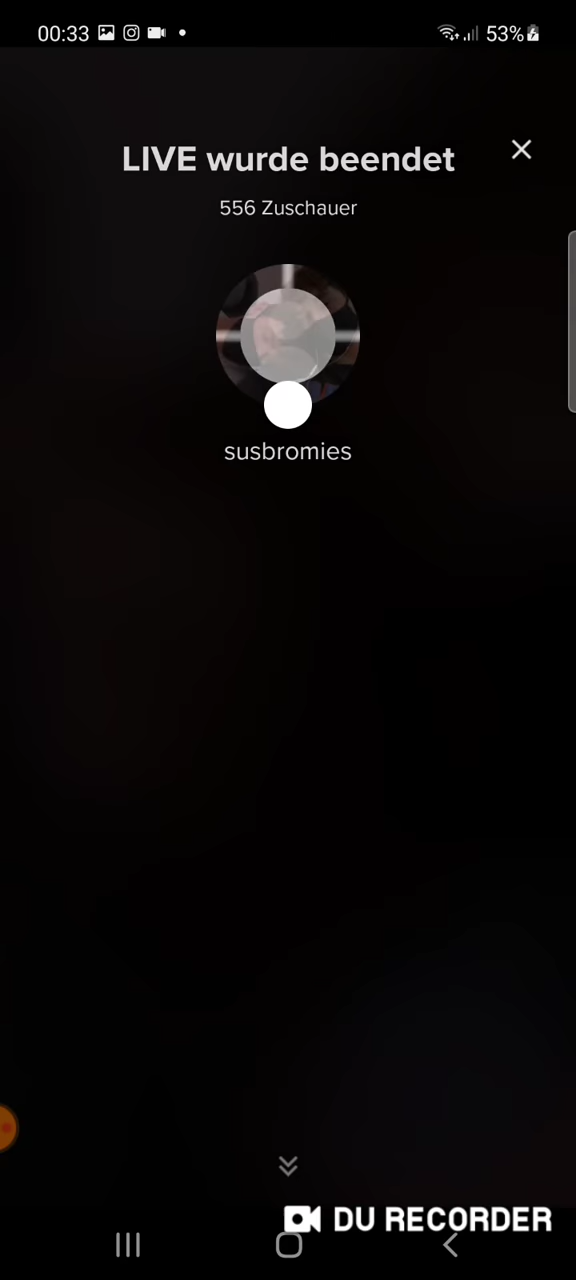 00:33
53%
LIVE wurde beendet
556 Zuschauer
susbromies
DU RECORDER